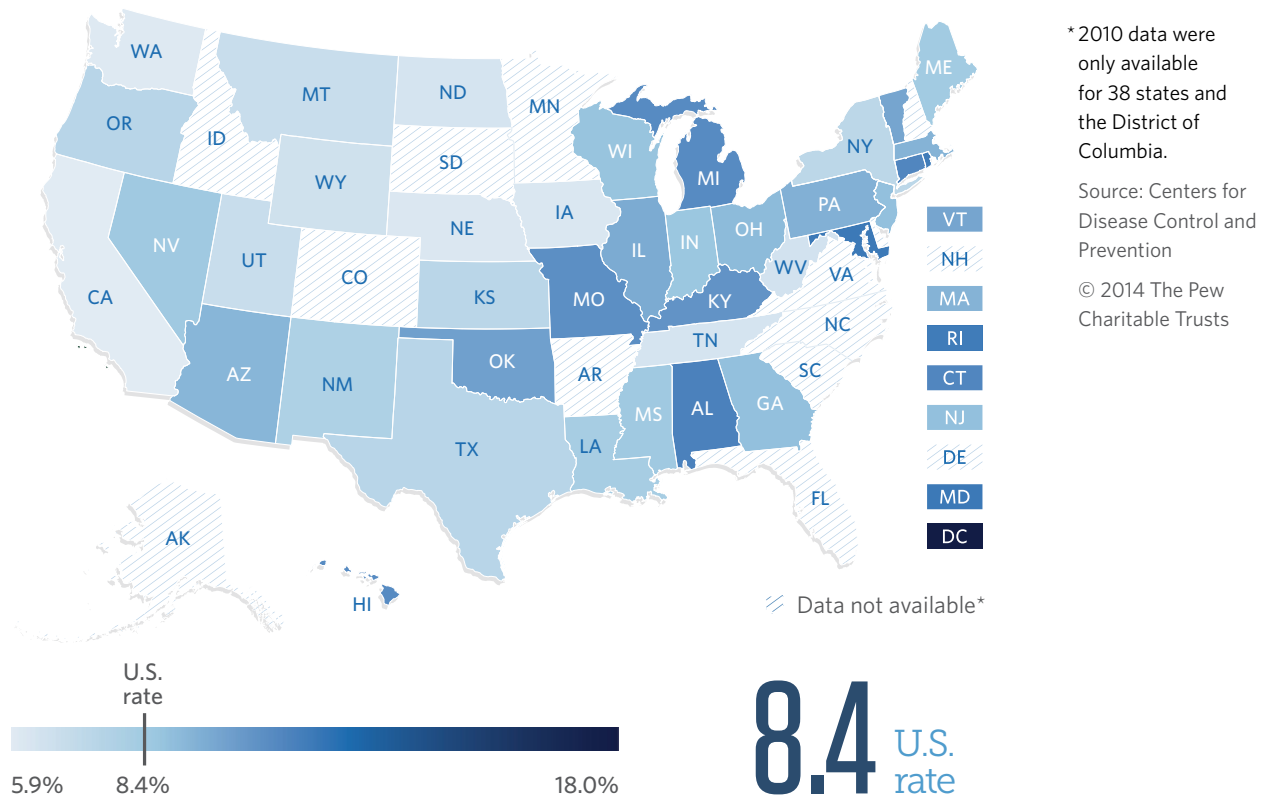 WA
MT
ND
MN
ME
OR
ID
WI
NY
SD
MI
WY
IA
PA
NE
OH
NV
UT
IL
IN
WV
VA
CO
CA
KS
MO
KY
NC
TN
OK
AZ
NM
AR
SC
MS
AL
GA
LA
TX
FL
AK
HI
VT
NH
MA
RI
CT
NJ
DE
MD
DC
Data not available*
* 2010 data were
only available
for 38 states and
the District of
Columbia.
Source: Centers for
Disease Control and
Prevention
© 2014 The Pew
Charitable Trusts
U.S.
rate
5.9%
8.4%
18.0%
8.4
U.S.
rate